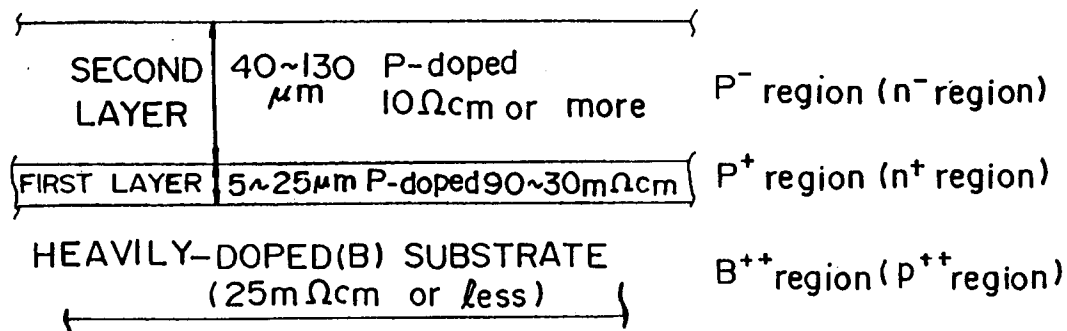 SECOND LAYER
40~130 μm
P-doped
10Ωcm or more
P⁻ region (n⁻ region)
FIRST LAYER
5~25μm P-doped 90~30mΩcm
P⁺ region (n⁺ region)
HEAVILY-DOPED(B) SUBSTRATE
(25mΩcm or less)
B⁺⁺ region (p⁺⁺ region)